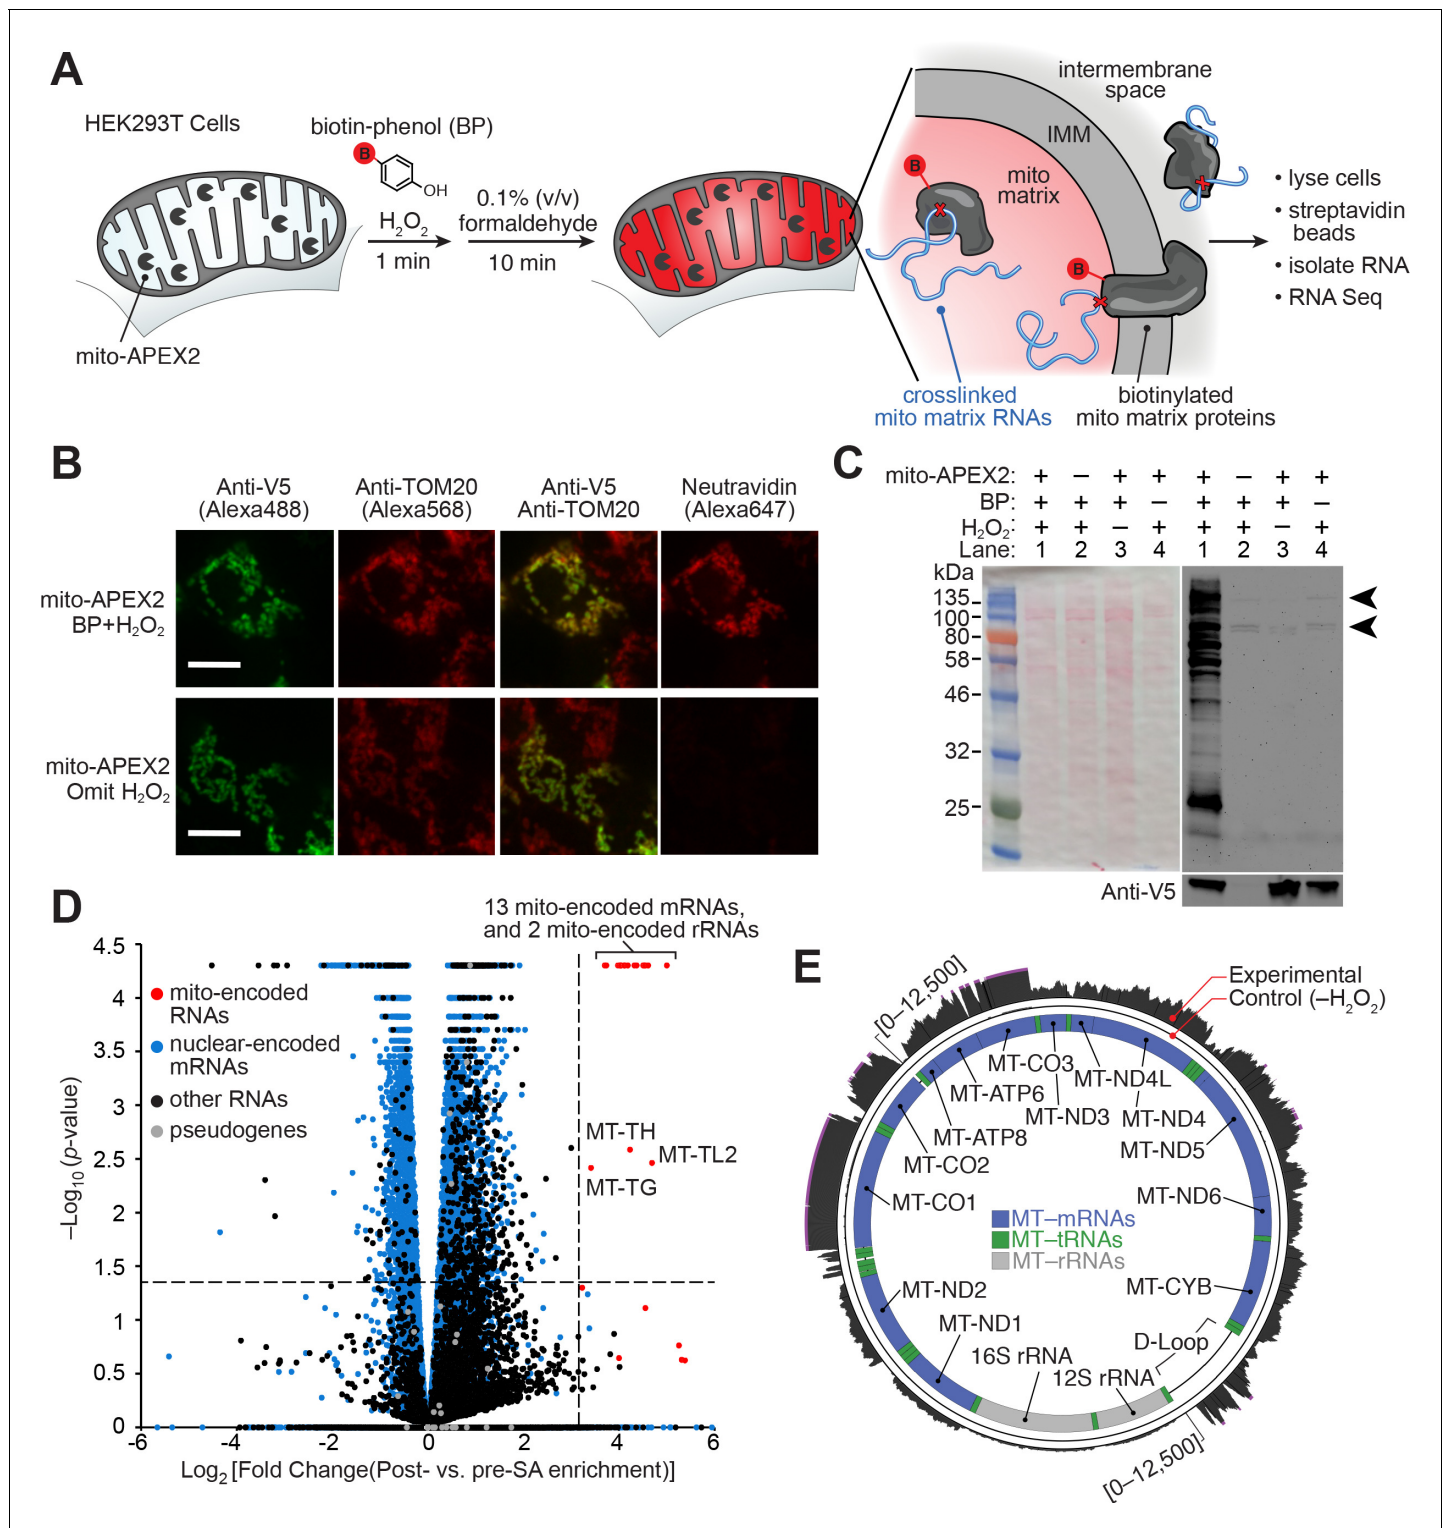 A
HEK293T Cells
biotin-phenol (BP)
B
OH
H₂O₂
1 min
0.1% (v/v)
formaldehyde
10 min
mito-APEX2
intermembrane
space
IMM
B
mito
matrix
B
crosslinked
mito matrix RNAs
biotinylated
mito matrix proteins
• lyse cells
• streptavidin
beads
• isolate RNA
• RNA Seq
B
Anti-V5
(Alexa488)
Anti-TOM20
(Alexa568)
Anti-V5
Anti-TOM20
Neutravidin
(Alexa647)
mito-APEX2
BP+H₂O₂
mito-APEX2
Omit H₂O₂
C
mito-APEX2: + – + + + – + +
BP: + + + – + + + –
H₂O₂: + + – + + + – +
Lane: 1 2 3 4 1 2 3 4
kDa
135
100
80
58
46
32
25
Anti-V5
D
13 mito-encoded mRNAs,
and 2 mito-encoded rRNAs
4.5
4
3.5
3
2.5
2
1.5
1
0.5
0
–Log₁₀ (p-value)
mito-encoded
RNAs
nuclear-encoded
mRNAs
other RNAs
pseudogenes
MT-TH
MT-TL2
MT-TG
-6 -4 -2 0 2 4 6
Log₂ [Fold Change(Post- vs. pre-SA enrichment)]
E
[0–12,500]
Experimental
Control (–H₂O₂)
MT-CO3
MT-ND4L
MT-ATP6
MT-ND3
MT-ND4
MT-ATP8
MT-ND5
MT-CO2
MT-CO1
MT-ND6
MT–mRNAs
MT–tRNAs
MT–rRNAs
MT-ND2
MT-CYB
MT-ND1
D-Loop
16S rRNA
12S rRNA
[0–12,500]